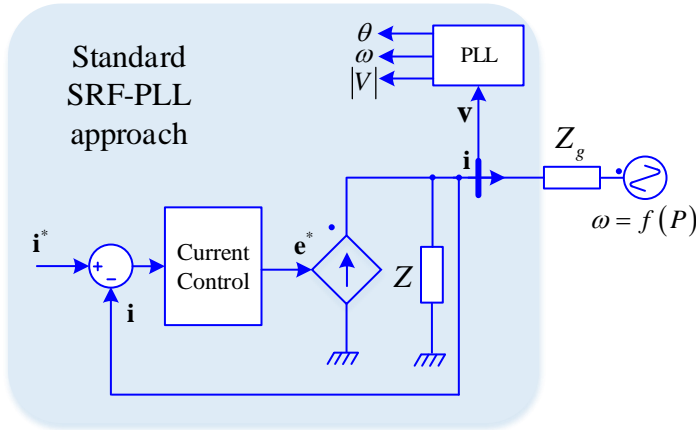 Standard
SRF-PLL
approach
θ
ω
|V|
PLL
v
i
Z_g
ω = f(P)
i*
+
-
i
Current
Control
e*
Z